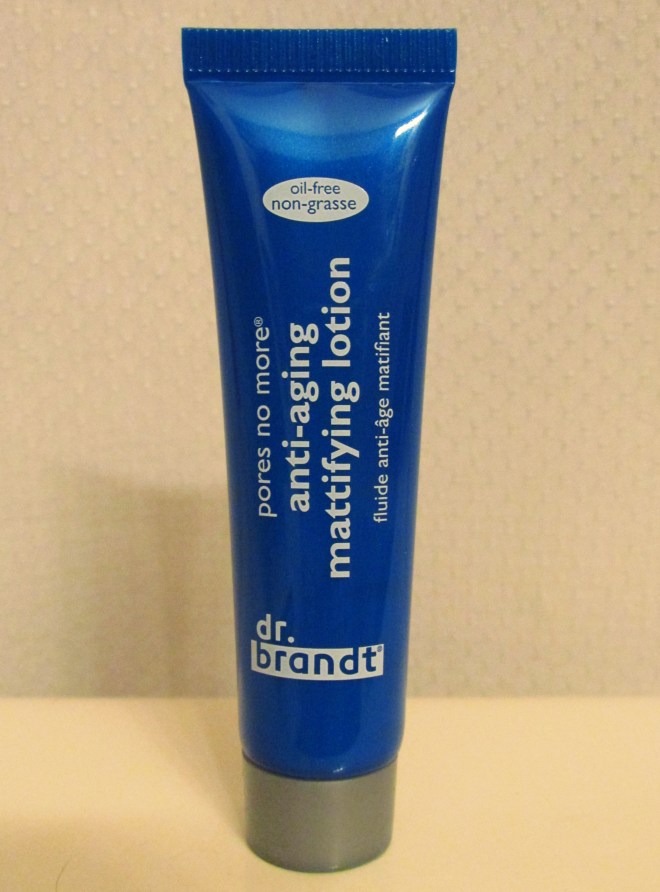 oil-free
non-grasse
pores no more®
anti-aging
mattifying lotion
fluide anti-âge matifiant
dr.
brandt®